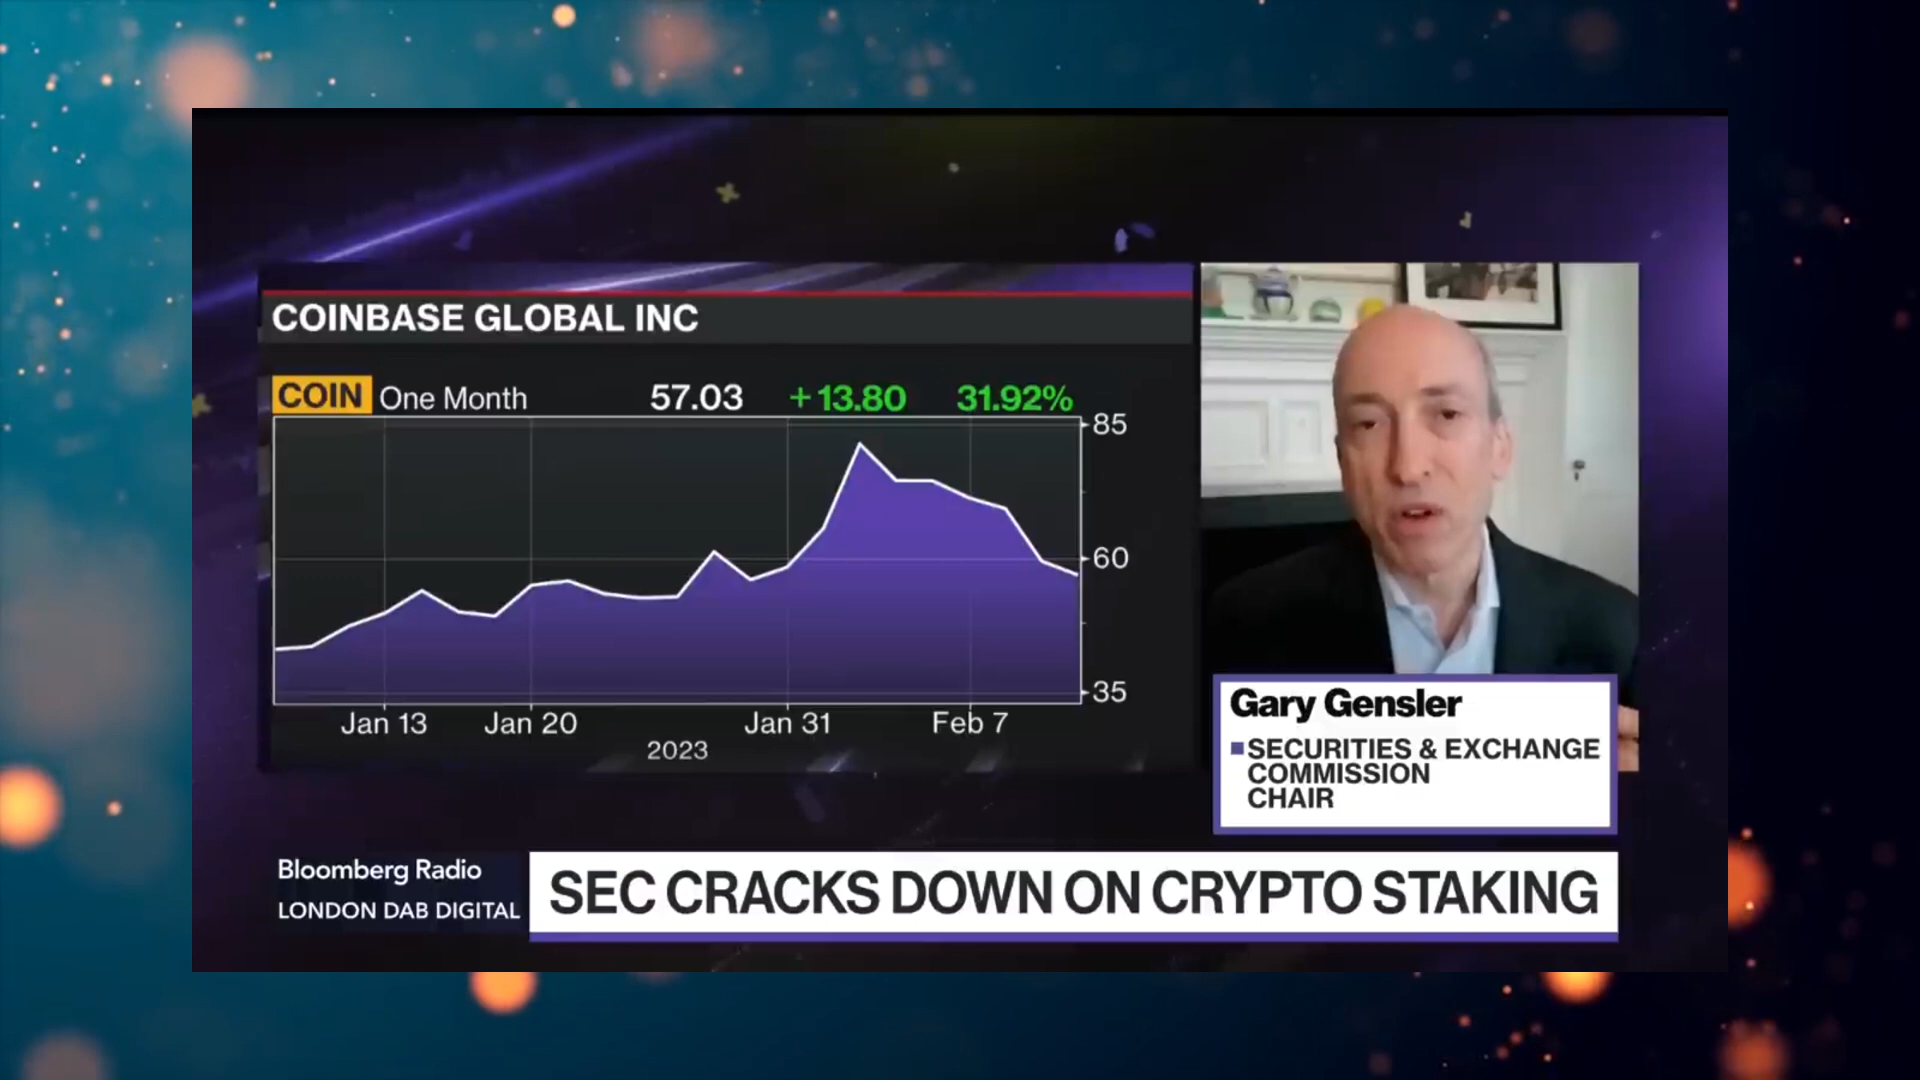 COINBASE GLOBAL INC
COIN One Month 57.03 +13.80 31.92%
85
60
35
Jan 13 Jan 20 Jan 31 Feb 7
2023
Gary Gensler
SECURITIES & EXCHANGE
COMMISSION
CHAIR
Bloomberg Radio
LONDON DAB DIGITAL
SEC CRACKS DOWN ON CRYPTO STAKING